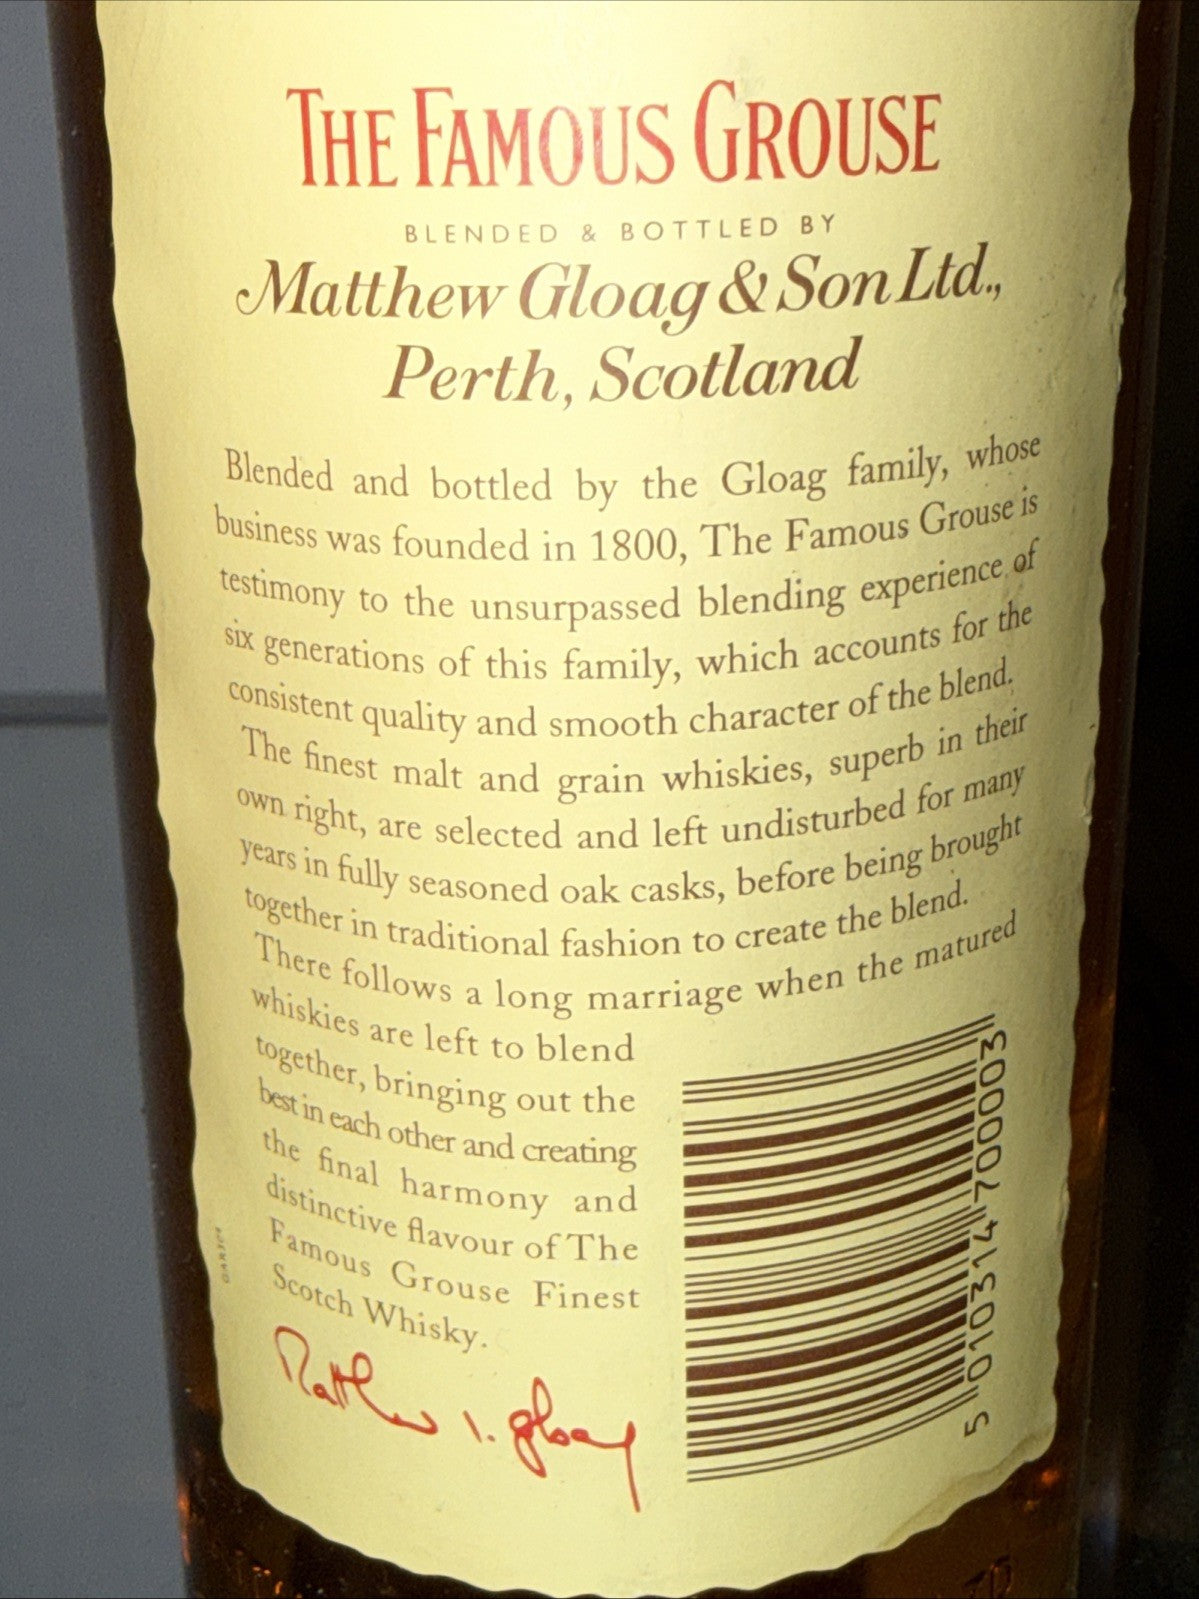 THE FAMOUS GROUSE
BLENDED & BOTTLED BY
Matthew Gloag & Son Ltd.,
Perth, Scotland
Blended and bottled by the Gloag family, whose
business was founded in 1800, The Famous Grouse is
testimony to the unsurpassed blending experience of
six generations of this family, which accounts for the
consistent quality and smooth character of the blend.
The finest malt and grain whiskies, superb in their
own right, are selected and left undisturbed for many
years in fully seasoned oak casks, before being brought
together in traditional fashion to create the blend.
There follows a long marriage when the matured
whiskies are left to blend
together, bringing out the
best in each other and creating
the final harmony and
distinctive flavour of The
Famous Grouse Finest
Scotch Whisky.
Matthew I. Gloag
5 010314 700003